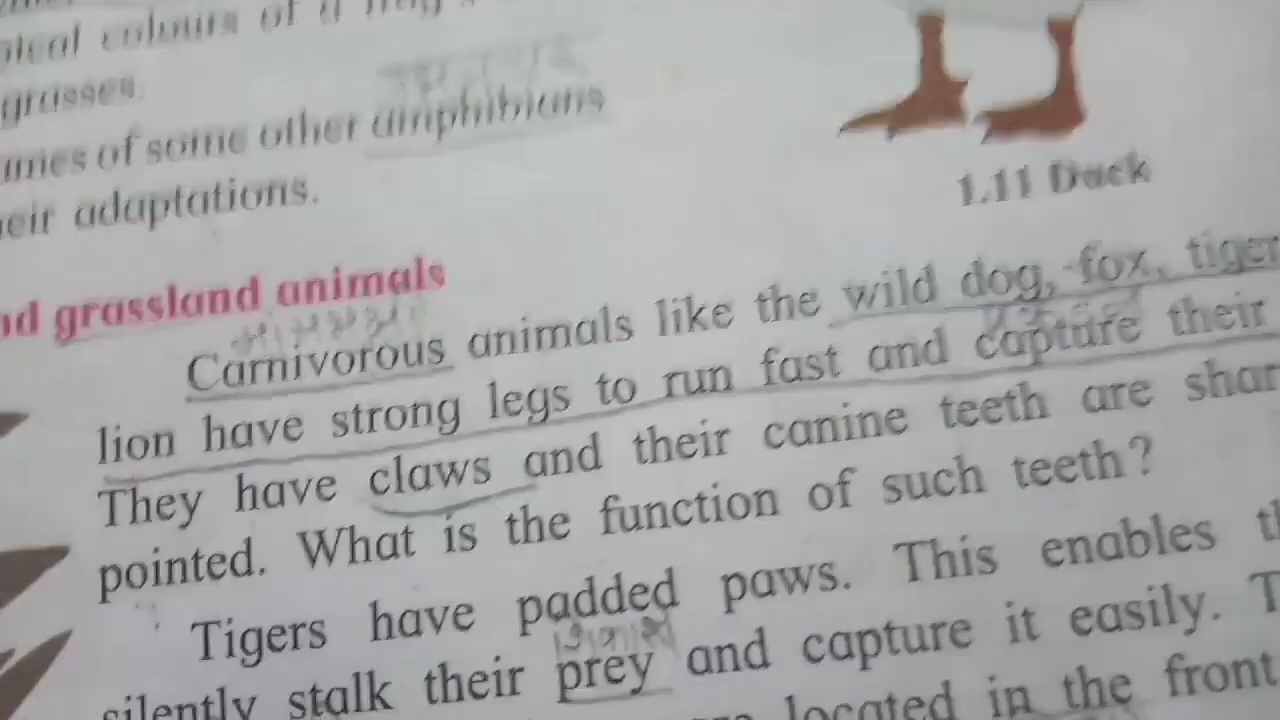 colours of a
grasses.
of some other amphibians
adaptations.
1.11 Duck
grassland animals
Carnivorous animals like the wild dog, fox, tiger
lion have strong legs to run fast and capture their
They have claws and their canine teeth are
pointed. What is the function of such teeth?
Tigers have padded paws. This enables
silently stalk their prey and capture it easily.
located in the front